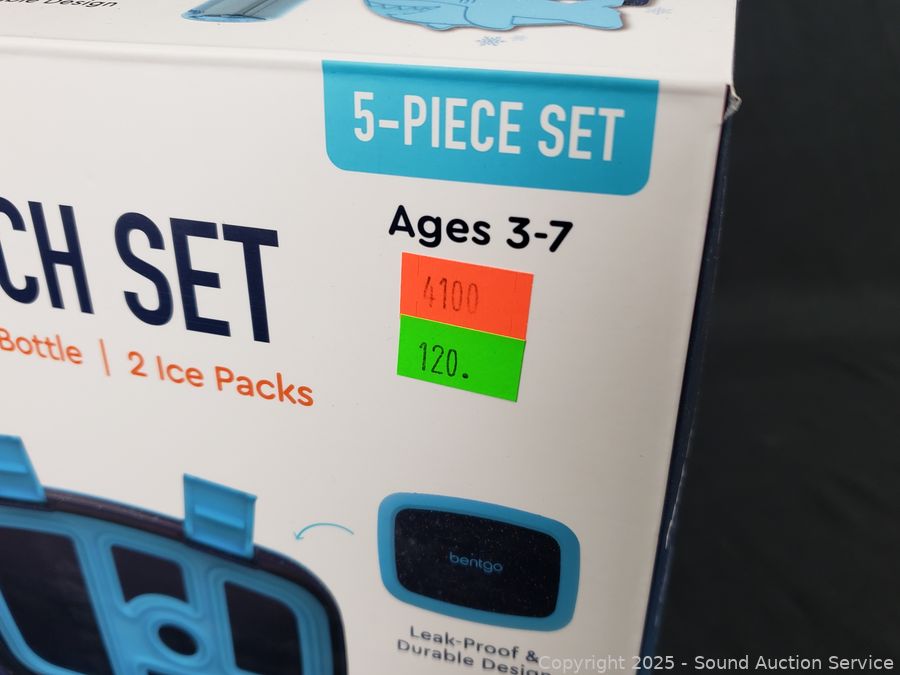 Design
5-PIECE SET
CH SET
Ages 3-7
Bottle | 2 Ice Packs
4100
120.
bentgo
Leak-Proof &
Durable Design
Copyright 2025 - Sound Auction Service